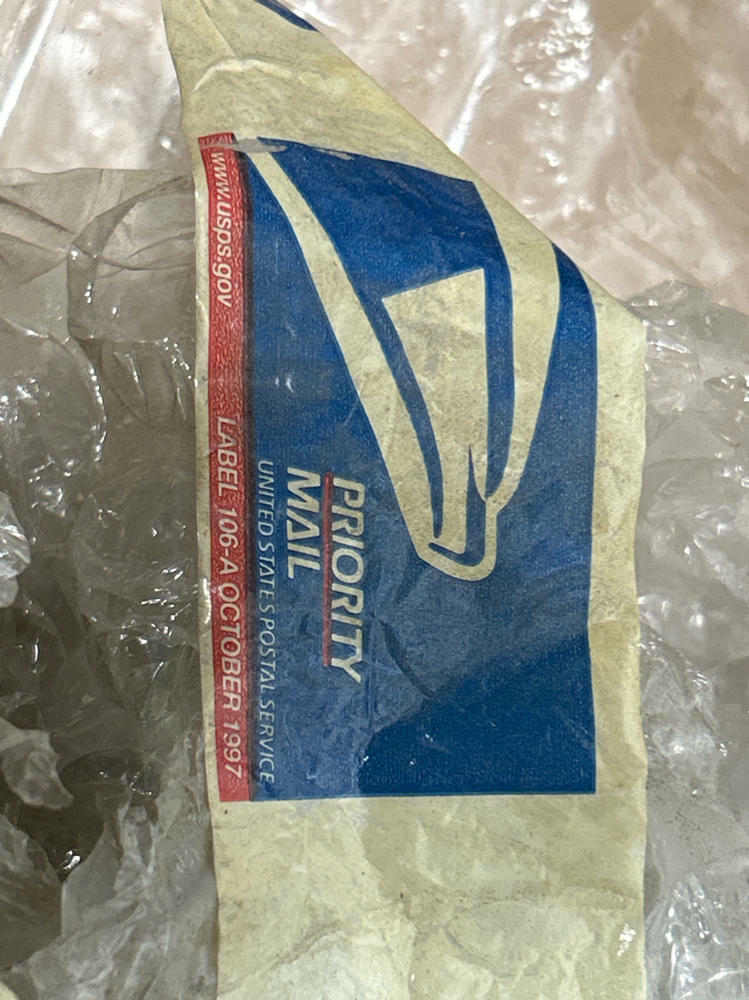 PRIORITY
MAIL
UNITED STATES POSTAL SERVICE
www.usps.gov LABEL 106-A OCTOBER 1997